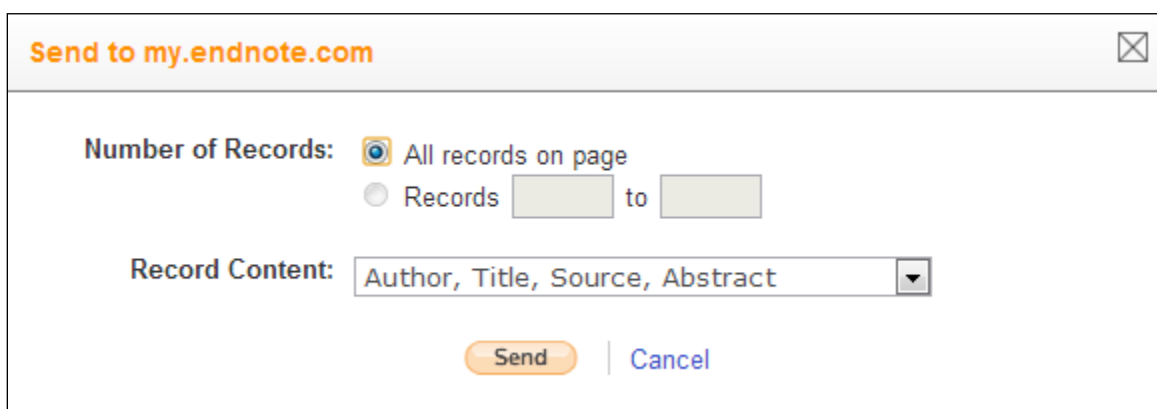 Send to my.endnote.com
Number of Records: All records on page
Records to
Record Content: Author, Title, Source, Abstract
Send Cancel